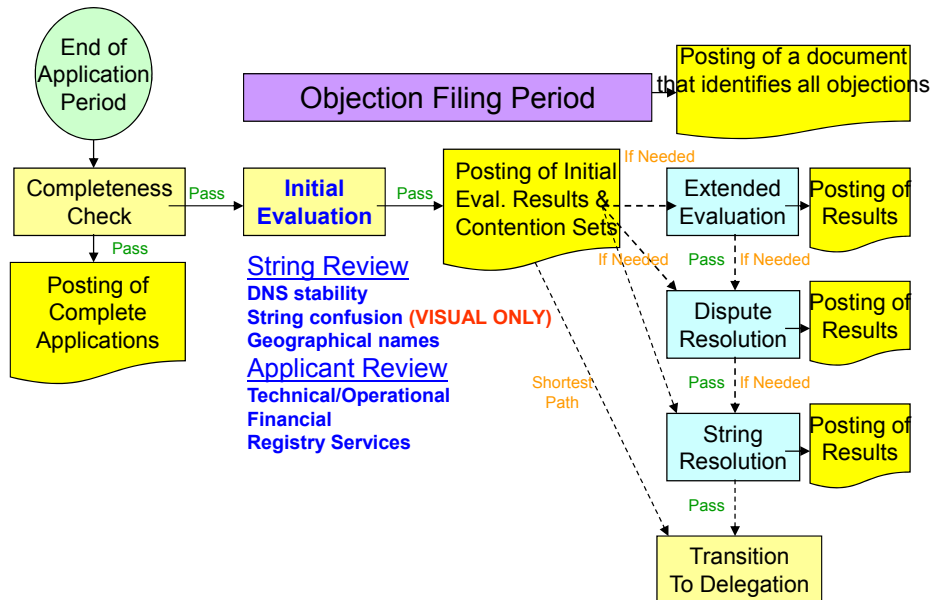 End of
Application
Period
Objection Filing Period
Posting of a document
that identifies all objections
Completeness
Check
Pass
Initial
Evaluation
Pass
Posting of Initial
Eval. Results &
Contention Sets
If Needed
Extended
Evaluation
Posting of
Results
Pass
Posting of
Complete
Applications
String Review
DNS stability
String confusion (VISUAL ONLY)
Geographical names
Applicant Review
Technical/Operational
Financial
Registry Services
If Needed
Pass
If Needed
Dispute
Resolution
Posting of
Results
Shortest
Path
Pass
If Needed
String
Resolution
Posting of
Results
Pass
Transition
To Delegation